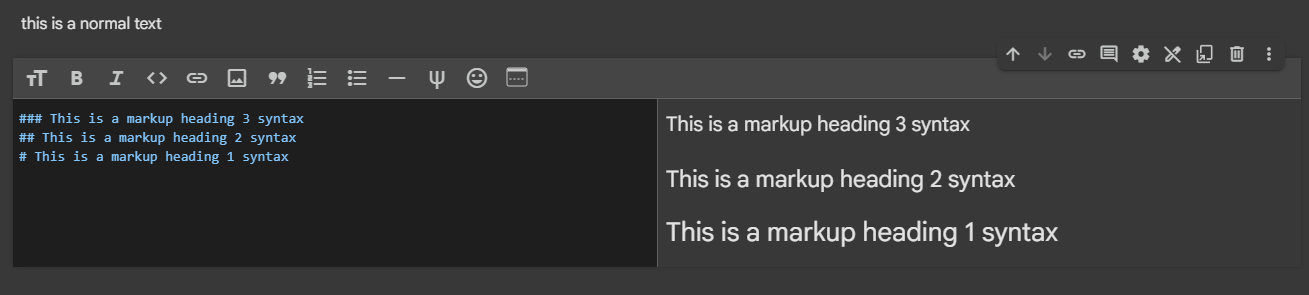 this is a normal text
### This is a markup heading 3 syntax
## This is a markup heading 2 syntax
# This is a markup heading 1 syntax
This is a markup heading 3 syntax
This is a markup heading 2 syntax
This is a markup heading 1 syntax